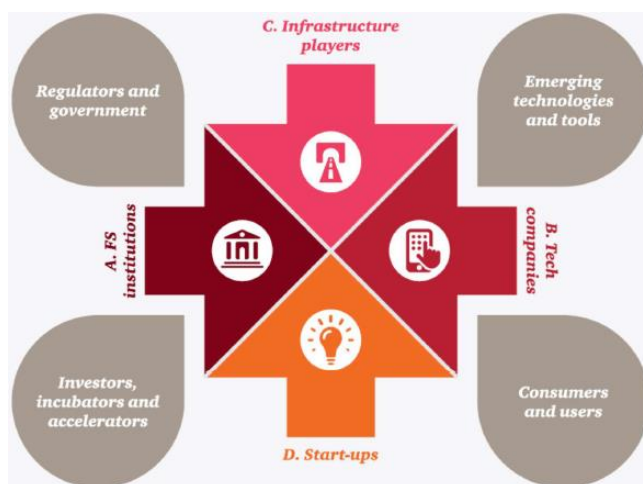 C. Infrastructure
players
Regulators and
government
Emerging
technologies
and tools
A. FS
institutions
B. Tech
companies
Investors,
incubators and
accelerators
Consumers
and users
D. Start-ups